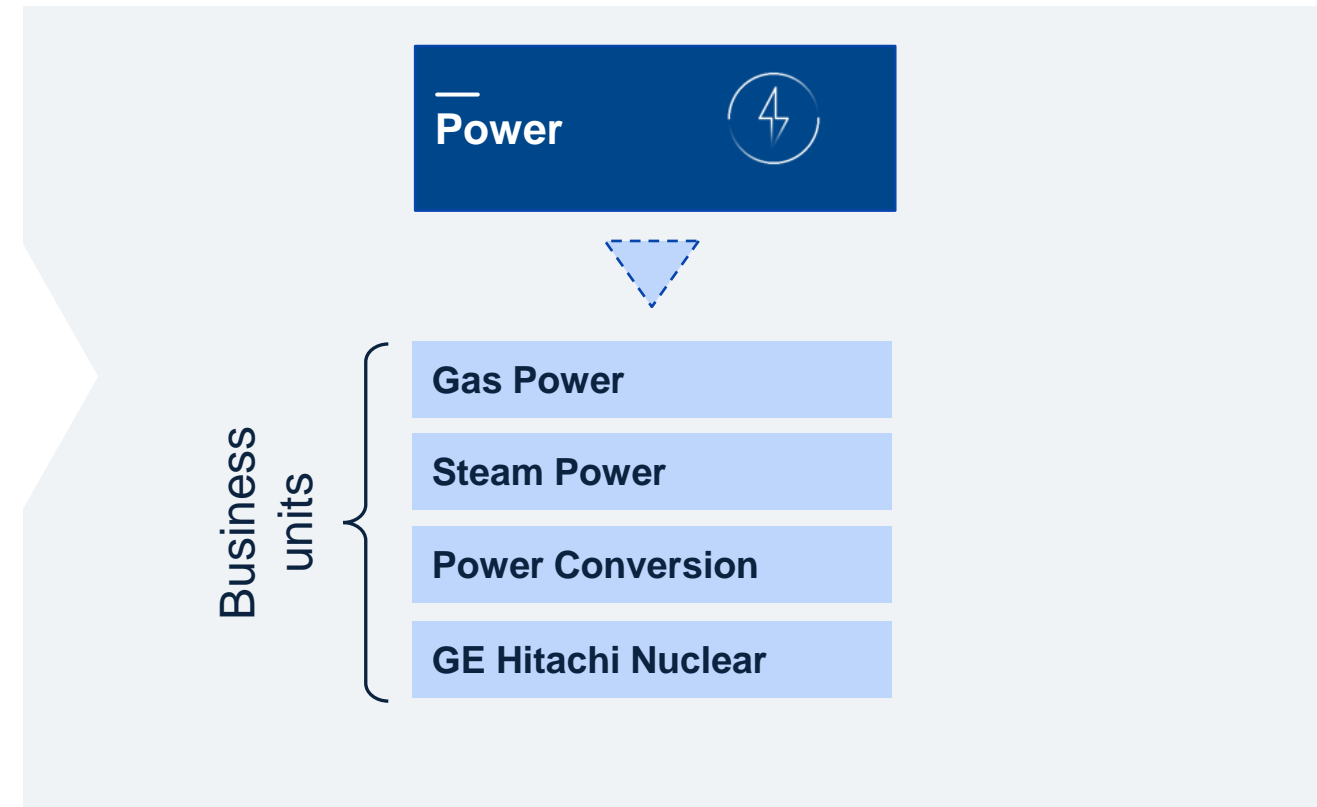 Power
Business
units
Gas Power
Steam Power
Power Conversion
GE Hitachi Nuclear